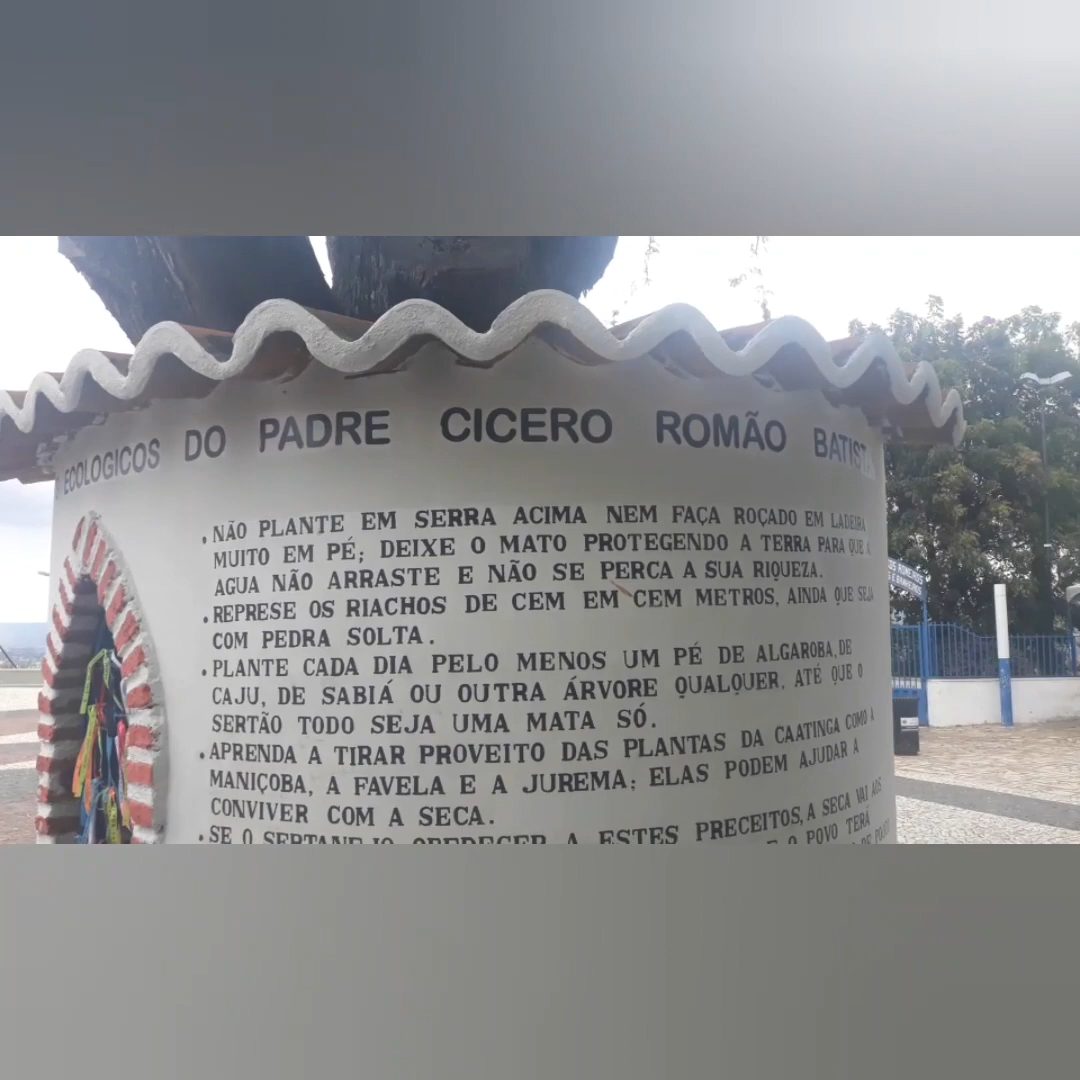 ECOLOGICOS DO PADRE CICERO ROMÃO BATIST
. NÃO PLANTE EM SERRA ACIMA NEM FAÇA ROÇADO EM LADEIRA
MUITO EM PÉ; DEIXE O MATO PROTEGENDO A TERRA PARA QUE A
AGUA NÃO ARRASTE E NÃO SE PERCA A SUA RIQUEZA.
. REPRESE OS RIACHOS DE CEM EM CEM METROS, AINDA QUE SEJA
COM PEDRA SOLTA.
. PLANTE CADA DIA PELO MENOS UM PÉ DE ALGAROBA, DE
CAJU, DE SABIÁ OU OUTRA ÁRVORE QUALQUER, ATÉ QUE O
SERTÃO TODO SEJA UMA MATA SÓ.
. APRENDA A TIRAR PROVEITO DAS PLANTAS DA CAATINGA COMO A
MANIÇOBA, A FAVELA E A JUREMA; ELAS PODEM AJUDAR A
CONVIVER COM A SECA.
. SE O SERTANEJO OBEDECER A ESTES PRECEITOS, A SECA VAI AOS
E O POVO TERÁ